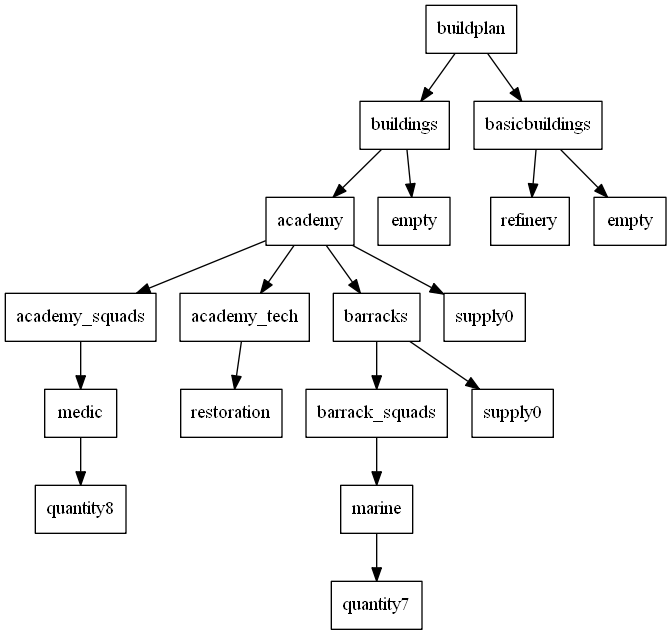 buildplan
buildings
basicbuildings
academy
empty
refinery
empty
academy_squads
academy_tech
barracks
supply0
medic
restoration
barrack_squads
supply0
quantity8
marine
quantity7